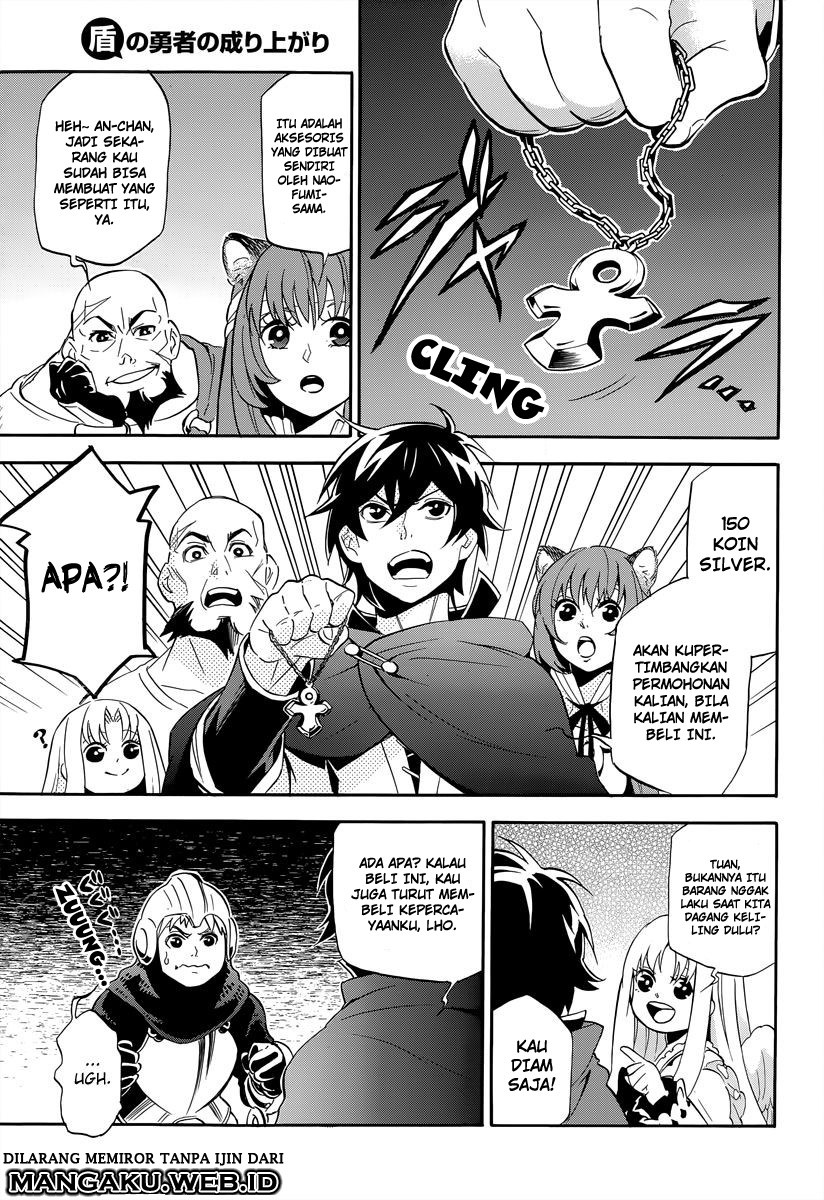 盾の勇者の成り上がり
CLING
ITU ADALAH
AKSESORIS
YANG DIBUAT
SENDIRI
OLEH NAO-
FUMI-
SAMA.
HEH~ AN-CHAN,
JADI SEKA-
RANG KAU
SUDAH BISA
MEMBUAT YANG
SEPERTI ITU,
YA.
150
KOIN
SILVER.
AKAN KUPER-
TIMBANGKAN
PERMOHONAN
KALIAN, BILA
KALIAN MEM-
BELI INI.
APA?!
?
TUAN,
BUKANNYA ITU
BARANG NGGAK
LAKU SAAT KITA
DAGANG KELI-
LING DULU?
KAU
DIAM
SAJA!
ADA APA? KALAU
BELI INI, KAU
JUGA TURUT MEM-
BELI KEPERCA-
YAANKU, LHO.
ZUUUNG...
...
UGH.
DILARANG MEMIROR TANPA IJIN DARI
MANGAKU.WEB.ID